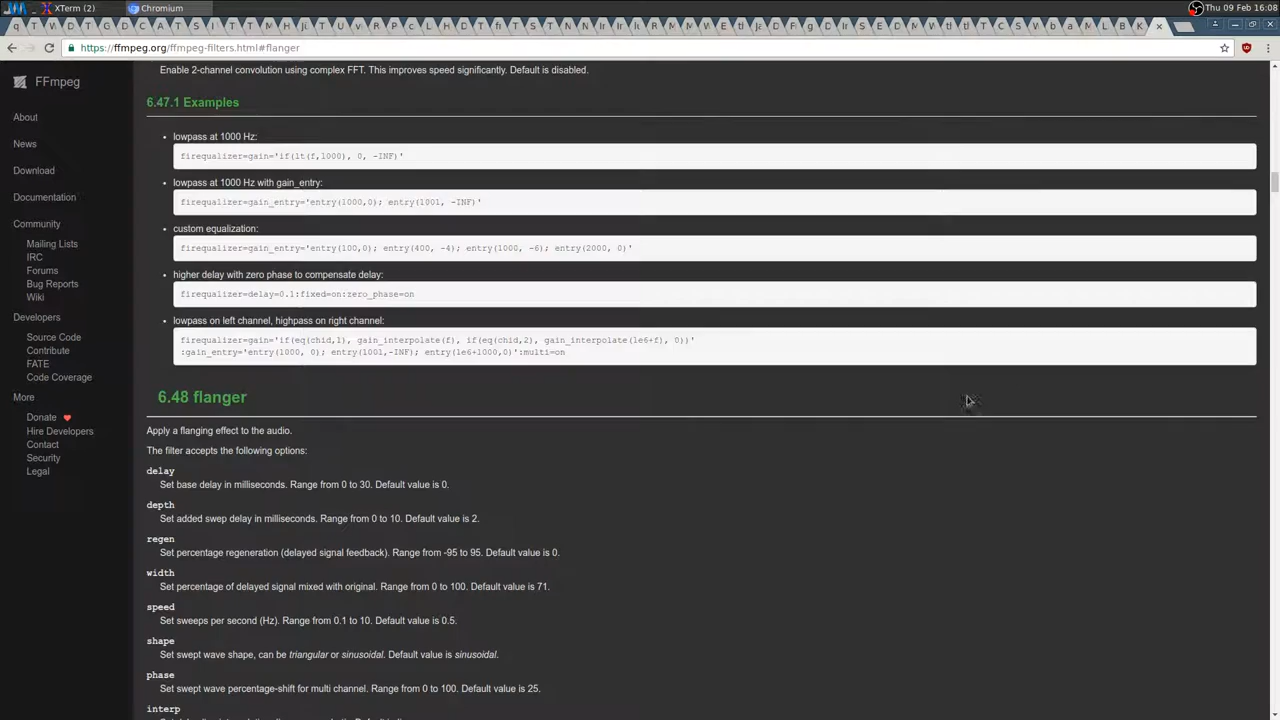 XTerm (2)
Chromium
Thu 09 Feb 16:08
https://ffmpeg.org/ffmpeg-filters.html#flanger
FFmpeg
About
News
Download
Documentation
Community
Mailing Lists
IRC
Forums
Bug Reports
Wiki
Developers
Source Code
Contribute
FATE
Code Coverage
More
Donate
Hire Developers
Contact
Security
Legal
Enable 2-channel convolution using complex FFT. This improves speed significantly. Default is disabled.
6.47.1 Examples
• lowpass at 1000 Hz:
firequalizer=gain='if(lt(f,1000), 0, -INF)'
• lowpass at 1000 Hz with gain_entry:
firequalizer=gain_entry='entry(1000,0); entry(1001, -INF)'
• custom equalization:
firequalizer=gain_entry='entry(100,0); entry(400, -4); entry(1000, -6); entry(2000, 0)'
• higher delay with zero phase to compensate delay:
firequalizer=delay=0.1:fixed=on:zero_phase=on
• lowpass on left channel, highpass on right channel:
firequalizer=gain='if(eq(chid,1), gain_interpolate(f), if(eq(chid,2), gain_interpolate(1e6+f), 0))'
:gain_entry='entry(1000, 0); entry(1001,-INF); entry(1e6+1000,0)':multi=on
6.48 flanger
Apply a flanging effect to the audio.
The filter accepts the following options:
delay
Set base delay in milliseconds. Range from 0 to 30. Default value is 0.
depth
Set added swep delay in milliseconds. Range from 0 to 10. Default value is 2.
regen
Set percentage regeneration (delayed signal feedback). Range from -95 to 95. Default value is 0.
width
Set percentage of delayed signal mixed with original. Range from 0 to 100. Default value is 71.
speed
Set sweeps per second (Hz). Range from 0.1 to 10. Default value is 0.5.
shape
Set swept wave shape, can be triangular or sinusoidal. Default value is sinusoidal.
phase
Set swept wave percentage-shift for multi channel. Range from 0 to 100. Default value is 25.
interp